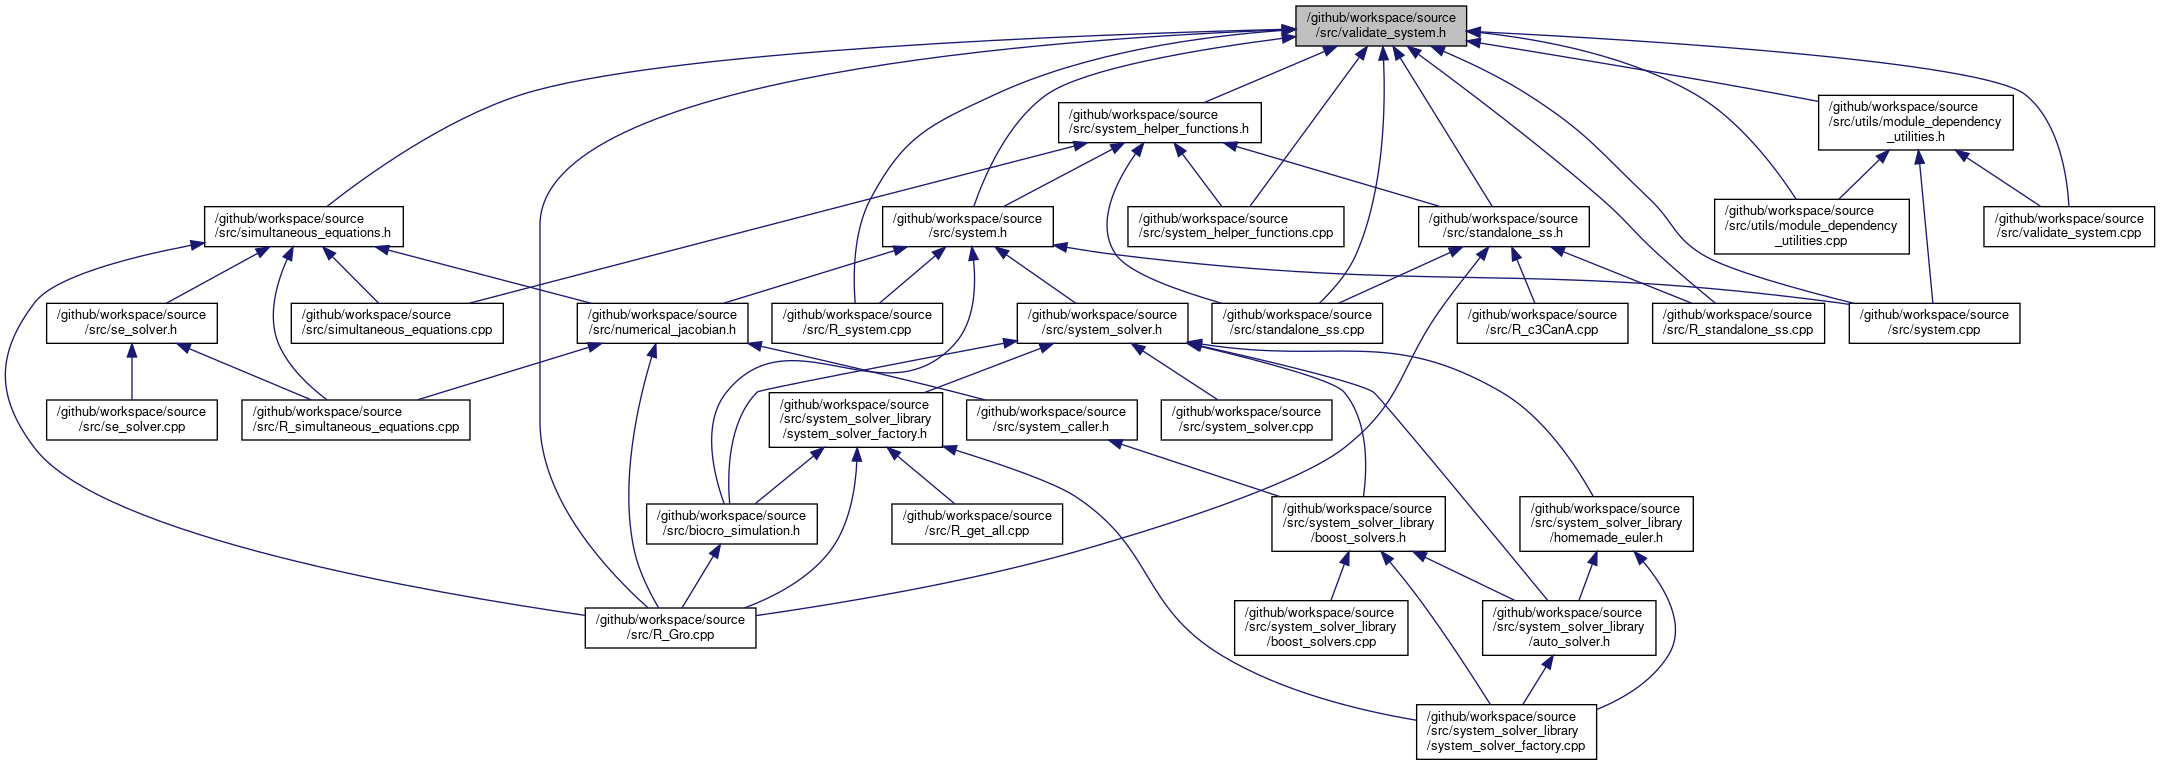 /github/workspace/source
/src/validate_system.h
/github/workspace/source
/src/system_helper_functions.h
/github/workspace/source
/src/utils/module_dependency
_utilities.h
/github/workspace/source
/src/simultaneous_equations.h
/github/workspace/source
/src/system.h
/github/workspace/source
/src/system_helper_functions.cpp
/github/workspace/source
/src/standalone_ss.h
/github/workspace/source
/src/utils/module_dependency
_utilities.cpp
/github/workspace/source
/src/validate_system.cpp
/github/workspace/source
/src/se_solver.h
/github/workspace/source
/src/simultaneous_equations.cpp
/github/workspace/source
/src/numerical_jacobian.h
/github/workspace/source
/src/R_system.cpp
/github/workspace/source
/src/system_solver.h
/github/workspace/source
/src/standalone_ss.cpp
/github/workspace/source
/src/R_c3CanA.cpp
/github/workspace/source
/src/R_standalone_ss.cpp
/github/workspace/source
/src/system.cpp
/github/workspace/source
/src/se_solver.cpp
/github/workspace/source
/src/R_simultaneous_equations.cpp
/github/workspace/source
/src/system_solver_library
/system_solver_factory.h
/github/workspace/source
/src/system_caller.h
/github/workspace/source
/src/system_solver.cpp
/github/workspace/source
/src/biocro_simulation.h
/github/workspace/source
/src/R_get_all.cpp
/github/workspace/source
/src/system_solver_library
/boost_solvers.h
/github/workspace/source
/src/system_solver_library
/homemade_euler.h
/github/workspace/source
/src/R_Gro.cpp
/github/workspace/source
/src/system_solver_library
/boost_solvers.cpp
/github/workspace/source
/src/system_solver_library
/auto_solver.h
/github/workspace/source
/src/system_solver_library
/system_solver_factory.cpp